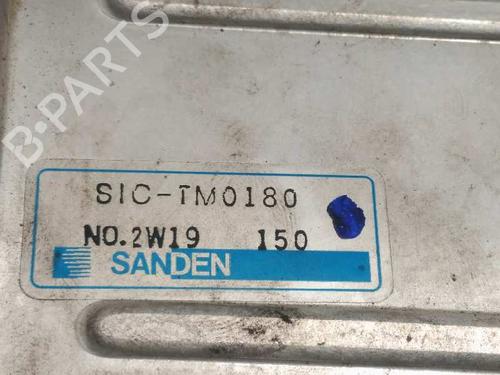 B-PARTS
SIC-TM0180
NO.2W19 150
SANDEN